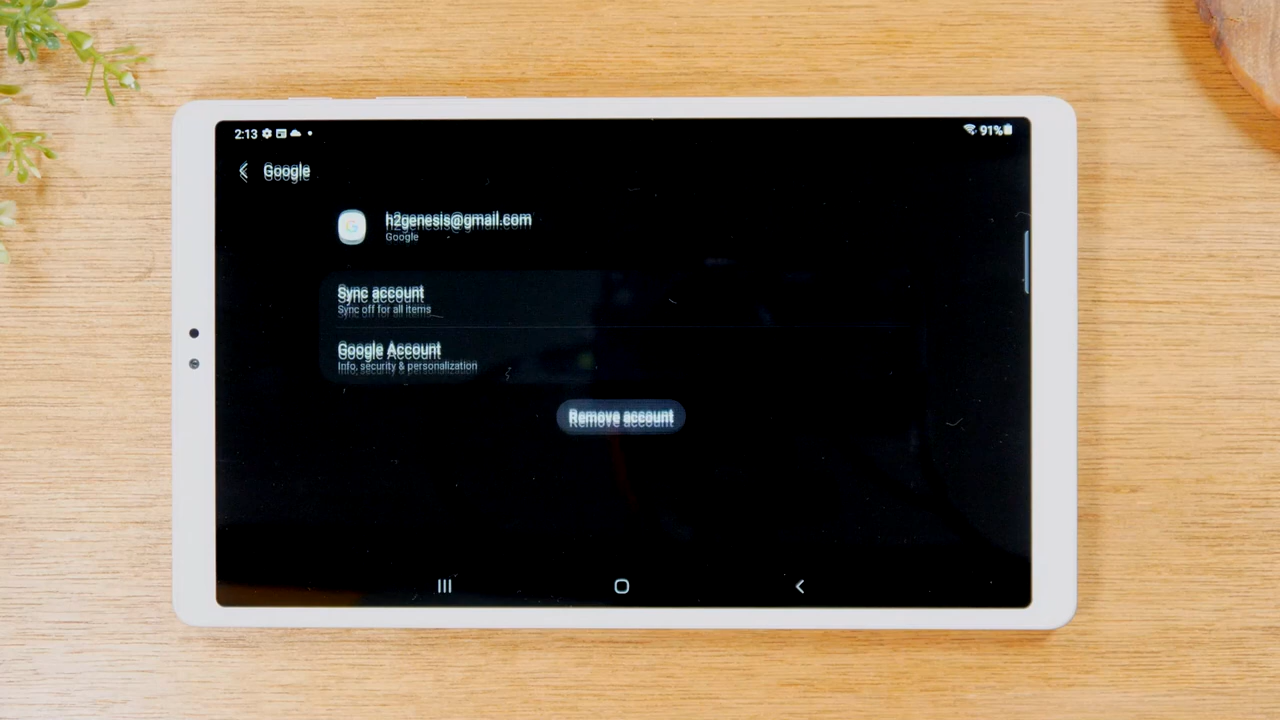 2:13
91%
Google
h2genesis@gmail.com
Google
Sync account
Sync off for all items
Google Account
Info, security & personalization
Remove account